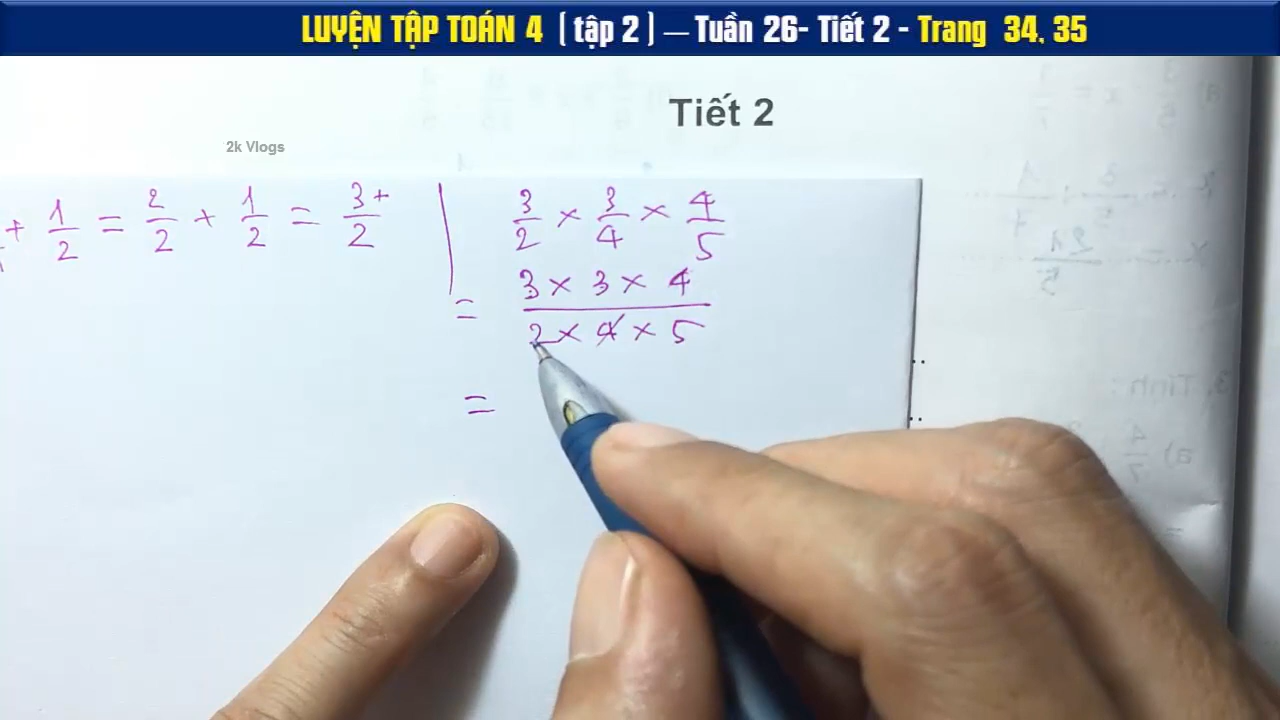 LUYỆN TẬP TOÁN 4 ( tập 2 ) — Tuần 26- Tiết 2 - Trang 34, 35
Tiết 2
2k Vlogs
+ 1/2 = 2/2 + 1/2 = 3+/2
3/2 × 3/4 × 4/5
= 3 × 3 × 4 / 2 × 4 × 5
=